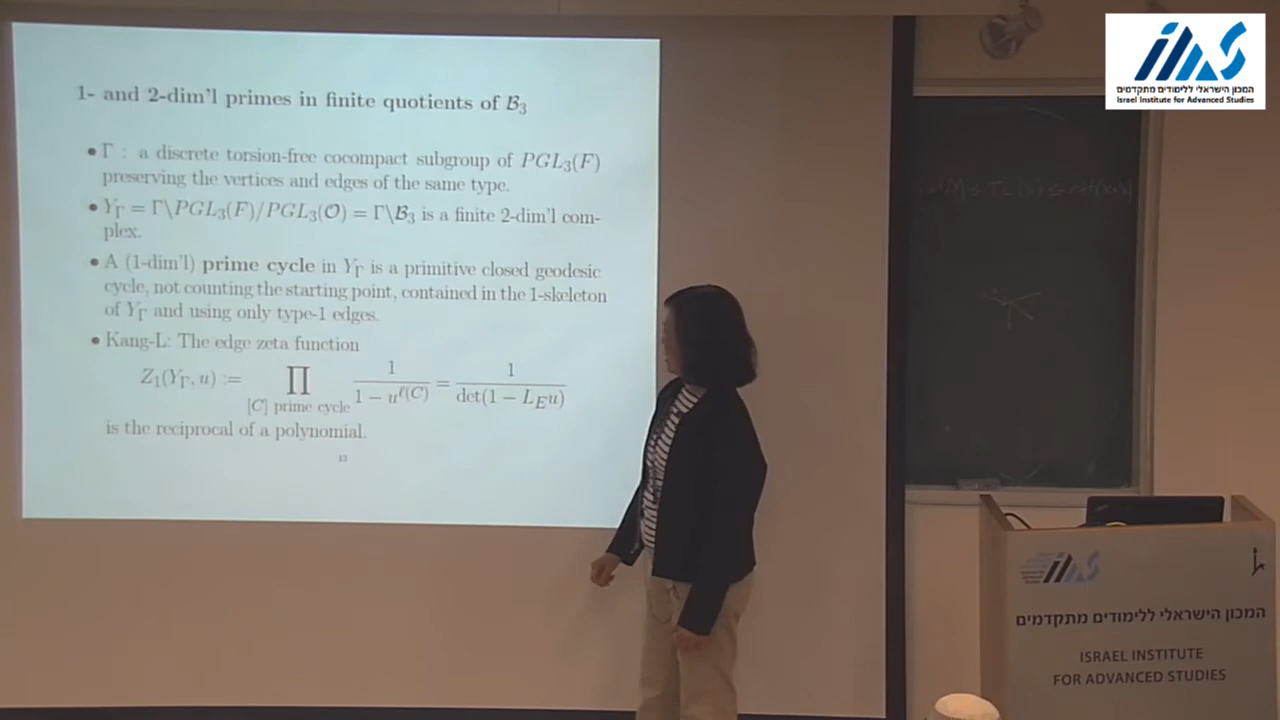 1- and 2-dim'l primes in finite quotients of 𝓑₃
• Γ : a discrete torsion-free cocompact subgroup of PGL₃(F)
preserving the vertices and edges of the same type.
• Y_Γ = Γ\PGL₃(F)/PGL₃(𝒪) = Γ\𝓑₃ is a finite 2-dim'l com-
plex.
• A (1-dim'l) prime cycle in Y_Γ is a primitive closed geodesic
cycle, not counting the starting point, contained in the 1-skeleton
of Y_Γ and using only type-1 edges.
• Kang-L: The edge zeta function
Z₁(Y_Γ, u) := ∏_{[C] prime cycle} 1/(1 − u^{ℓ(C)}) = 1/det(1 − L_E u)
is the reciprocal of a polynomial.
13
המכון הישראלי ללימודים מתקדמים
Israel Institute for Advanced Studies
המכון הישראלי ללימודים מתקדמים
ISRAEL INSTITUTE
FOR ADVANCED STUDIES